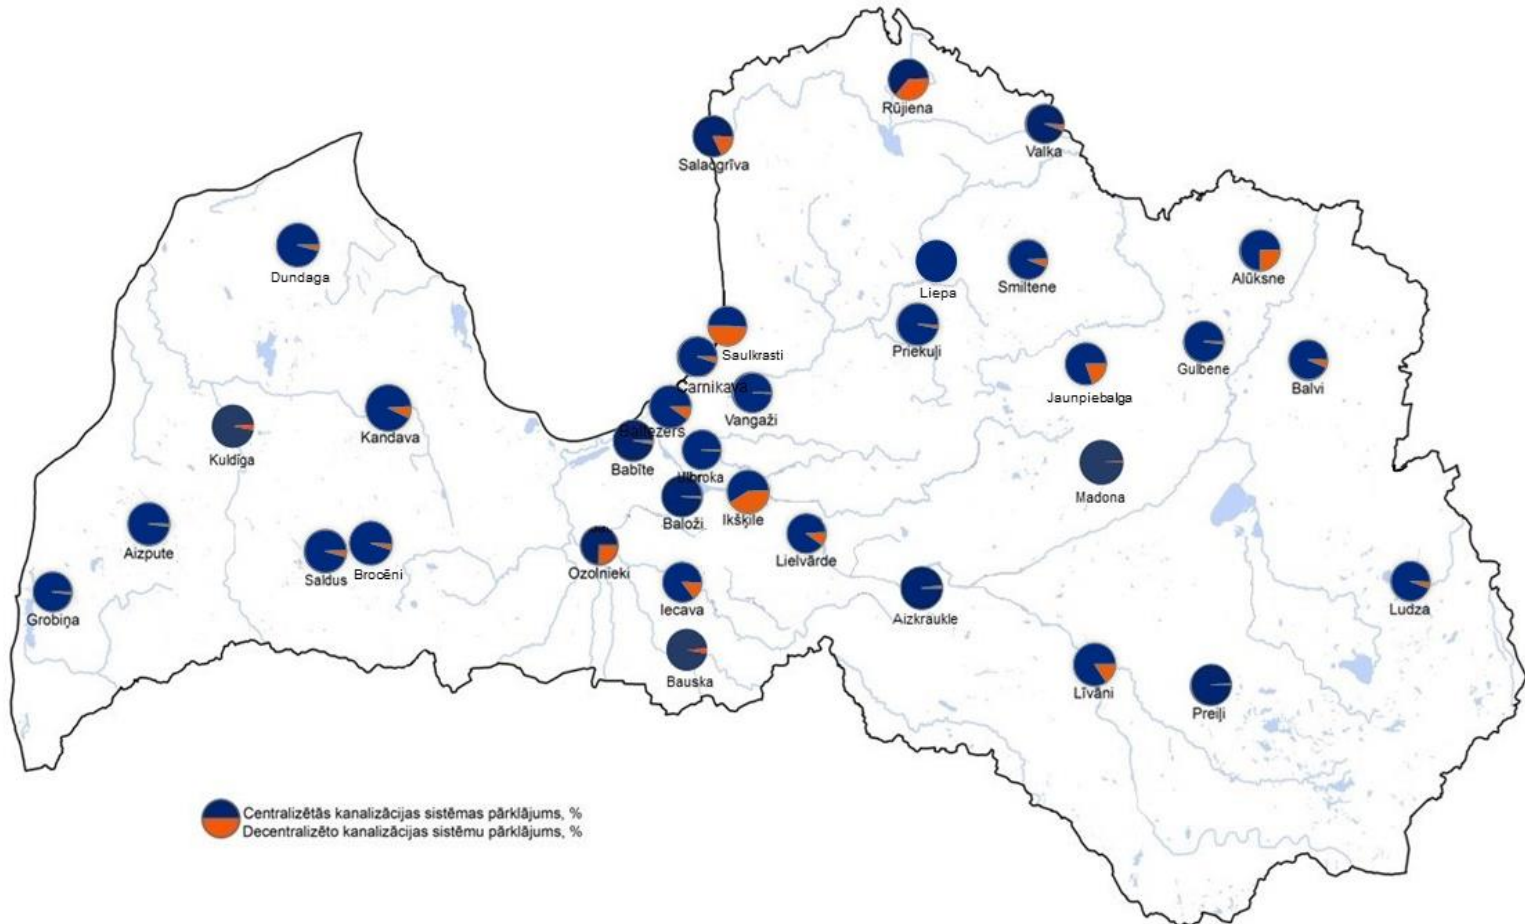 Rūjiena
Valka
Salacgrīva
Dundaga
Liepa
Smiltene
Alūksne
Saulkrasti
Priekuļi
Gulbene
Balvi
Carnikava
Jaunpiebalga
Vangaži
Kandava
Baltezers
Kuldīga
Babīte
Ulbroka
Madona
Baloži
Ikšķile
Aizpute
Lielvārde
Saldus
Brocēni
Ozolnieki
Iecava
Grobiņa
Aizkraukle
Ludza
Bauska
Līvāni
Preiļi
Centralizētās kanalizācijas sistēmas pārklājums, %
Decentralizēto kanalizācijas sistēmu pārklājums, %